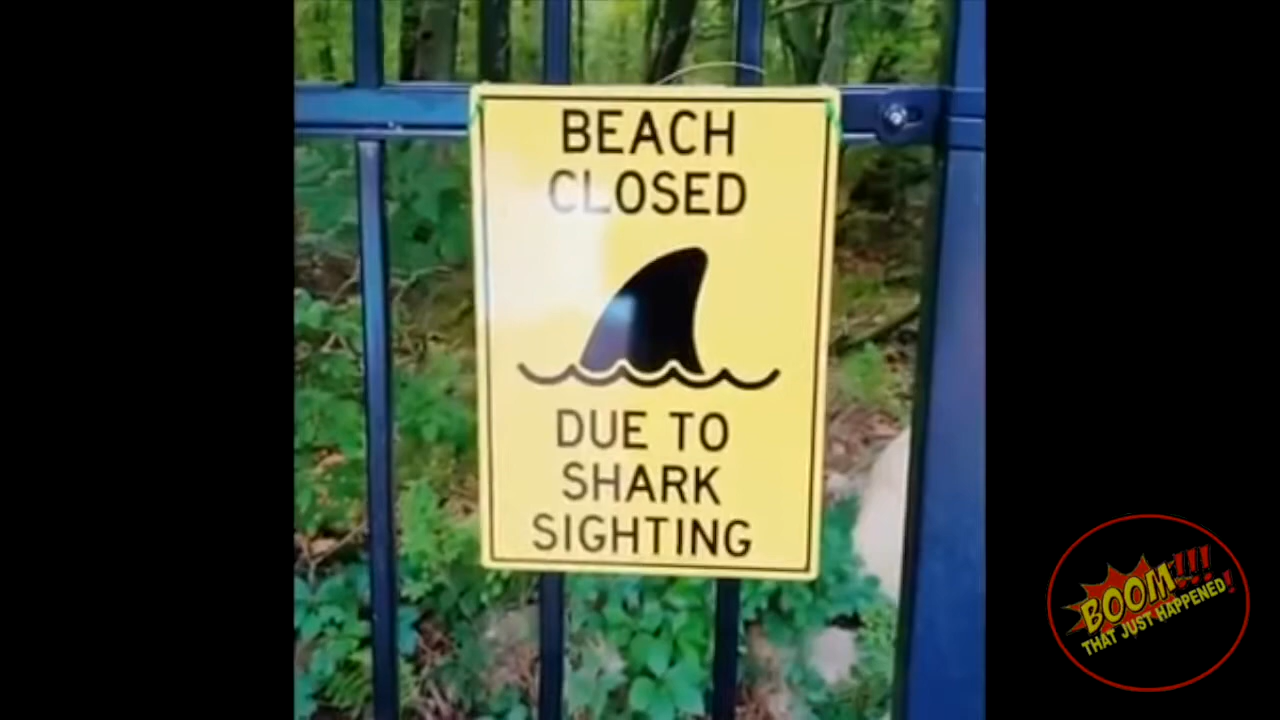 BEACH
CLOSED
DUE TO
SHARK
SIGHTING
BOOM!!!
THAT JUST HAPPENED!